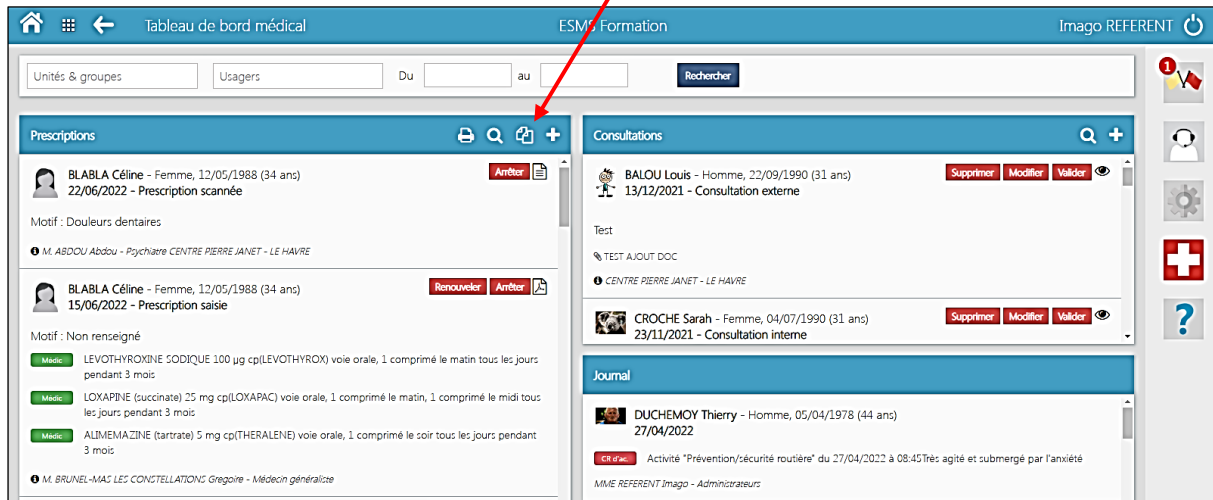 Tableau de bord médical
ESMS Formation
Imago REFERENT
Unités & groupes
Usagers
Du
au
Rechercher
1
Prescriptions
BLABLA Céline - Femme, 12/05/1988 (34 ans)
Arrêter
22/06/2022 - Prescription scannée
Motif : Douleurs dentaires
M. ABDOU Abdou - Psychiatre CENTRE PIERRE JANET - LE HAVRE
BLABLA Céline - Femme, 12/05/1988 (34 ans)
Renouveler Arrêter
15/06/2022 - Prescription saisie
Motif : Non renseigné
Médic LEVOTHYROXINE SODIQUE 100 µg cp(LEVOTHYROX) voie orale, 1 comprimé le matin tous les jours
pendant 3 mois
Médic LOXAPINE (succinate) 25 mg cp(LOXAPAC) voie orale, 1 comprimé le matin, 1 comprimé le midi tous
les jours pendant 3 mois
Médic ALIMEMAZINE (tartrate) 5 mg cp(THERALENE) voie orale, 1 comprimé le soir tous les jours pendant
3 mois
M. BRUNEL-MAS LES CONSTELLATIONS Gregoire - Médecin généraliste
Consultations
BALOU Louis - Homme, 22/09/1990 (31 ans)
Supprimer Modifier Valider
13/12/2021 - Consultation externe
Test
TEST AJOUT DOC
CENTRE PIERRE JANET - LE HAVRE
CROCHE Sarah - Femme, 04/07/1990 (31 ans)
Supprimer Modifier Valider
23/11/2021 - Consultation interne
Journal
DUCHEMOY Thierry - Homme, 05/04/1978 (44 ans)
27/04/2022
CR d'ac. Activité "Prévention/sécurité routière" du 27/04/2022 à 08:45Très agité et submergé par l'anxiété
MME REFERENT Imago - Administrateurs
?